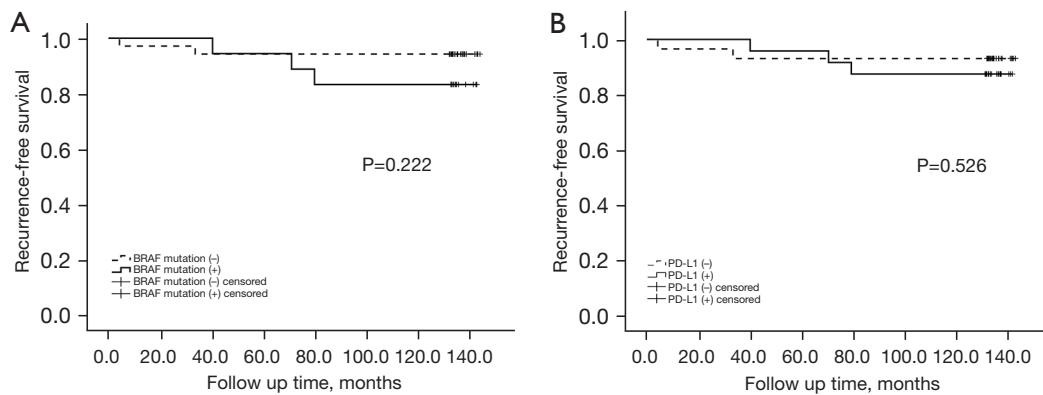 A
1.0
0.8
0.6
0.4
0.2
0.0
Recurrence-free survival
P=0.222
BRAF mutation (–)
BRAF mutation (+)
BRAF mutation (–) censored
BRAF mutation (+) censored
0.0 20.0 40.0 80.0 100.0 120.0 140.0
Follow up time, months
B
1.0
0.8
0.6
0.4
0.2
0.0
Recurrence-free survival
P=0.526
PD-L1 (–)
PD-L1 (+)
PD-L1 (–) censored
PD-L1 (+) censored
0.0 20.0 40.0 80.0 100.0 120.0 140.0
Follow up time, months